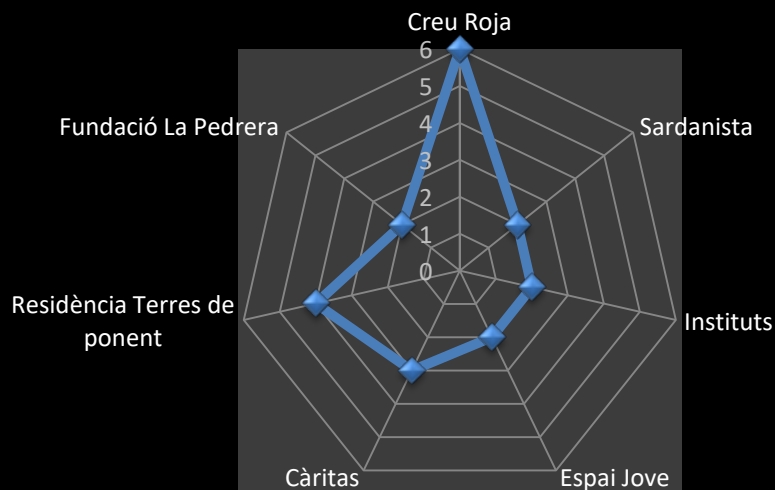 Creu Roja
6
5
4
3
2
1
0
Fundació La Pedrera
Sardanista
Residència Terres de
ponent
Instituts
Càritas
Espai Jove